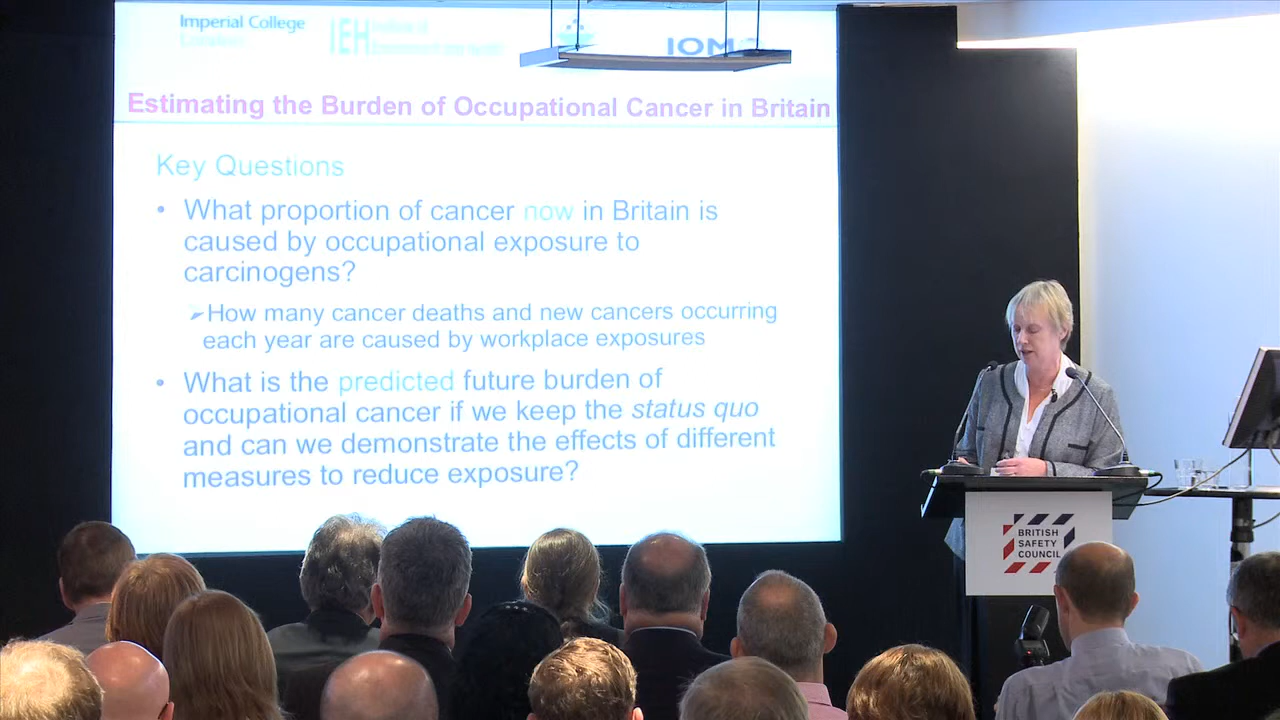 Imperial College
London
IEH
IOM
Estimating the Burden of Occupational Cancer in Britain
Key Questions
• What proportion of cancer now in Britain is
caused by occupational exposure to
carcinogens?
➢How many cancer deaths and new cancers occurring
each year are caused by workplace exposures
• What is the predicted future burden of
occupational cancer if we keep the status quo
and can we demonstrate the effects of different
measures to reduce exposure?
BRITISH
SAFETY
COUNCIL